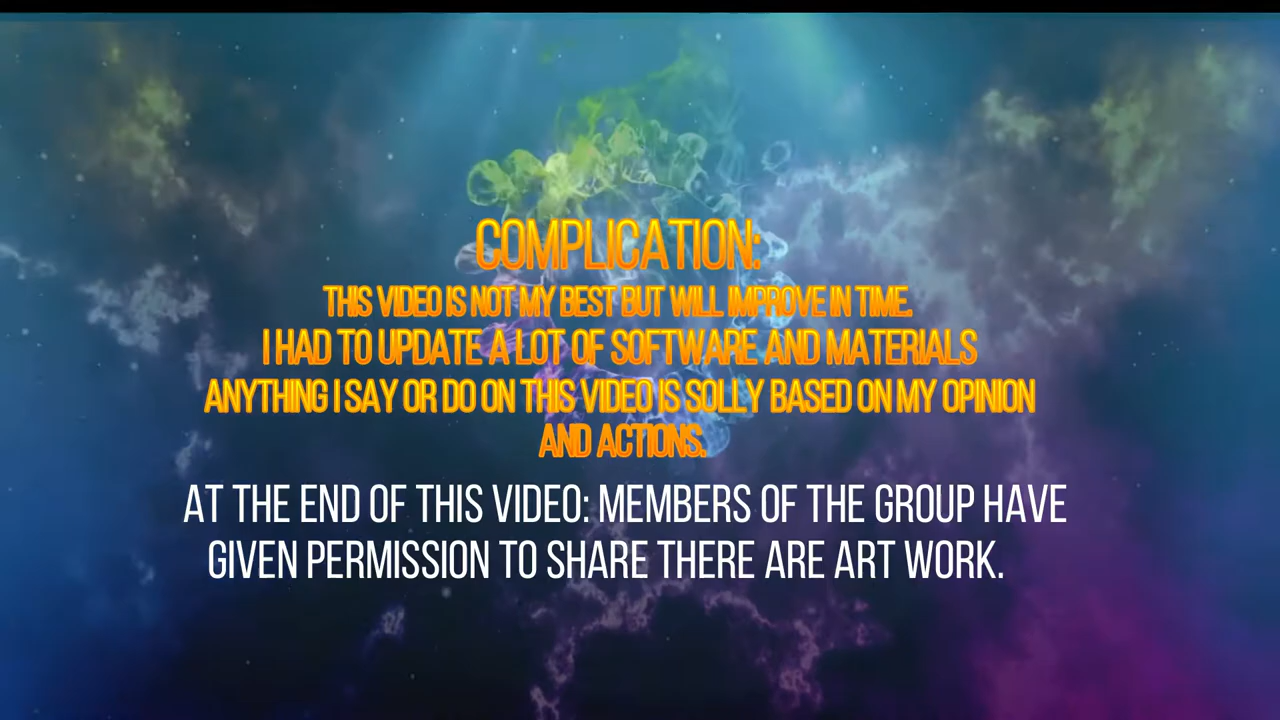 COMPLICATION:
THIS VIDEO IS NOT MY BEST BUT WILL IMPROVE IN TIME.
I HAD TO UPDATE A LOT OF SOFTWARE AND MATERIALS
ANYTHING I SAY OR DO ON THIS VIDEO IS SOLLY BASED ON MY OPINION
AND ACTIONS.
AT THE END OF THIS VIDEO: MEMBERS OF THE GROUP HAVE
GIVEN PERMISSION TO SHARE THERE ARE ART WORK.